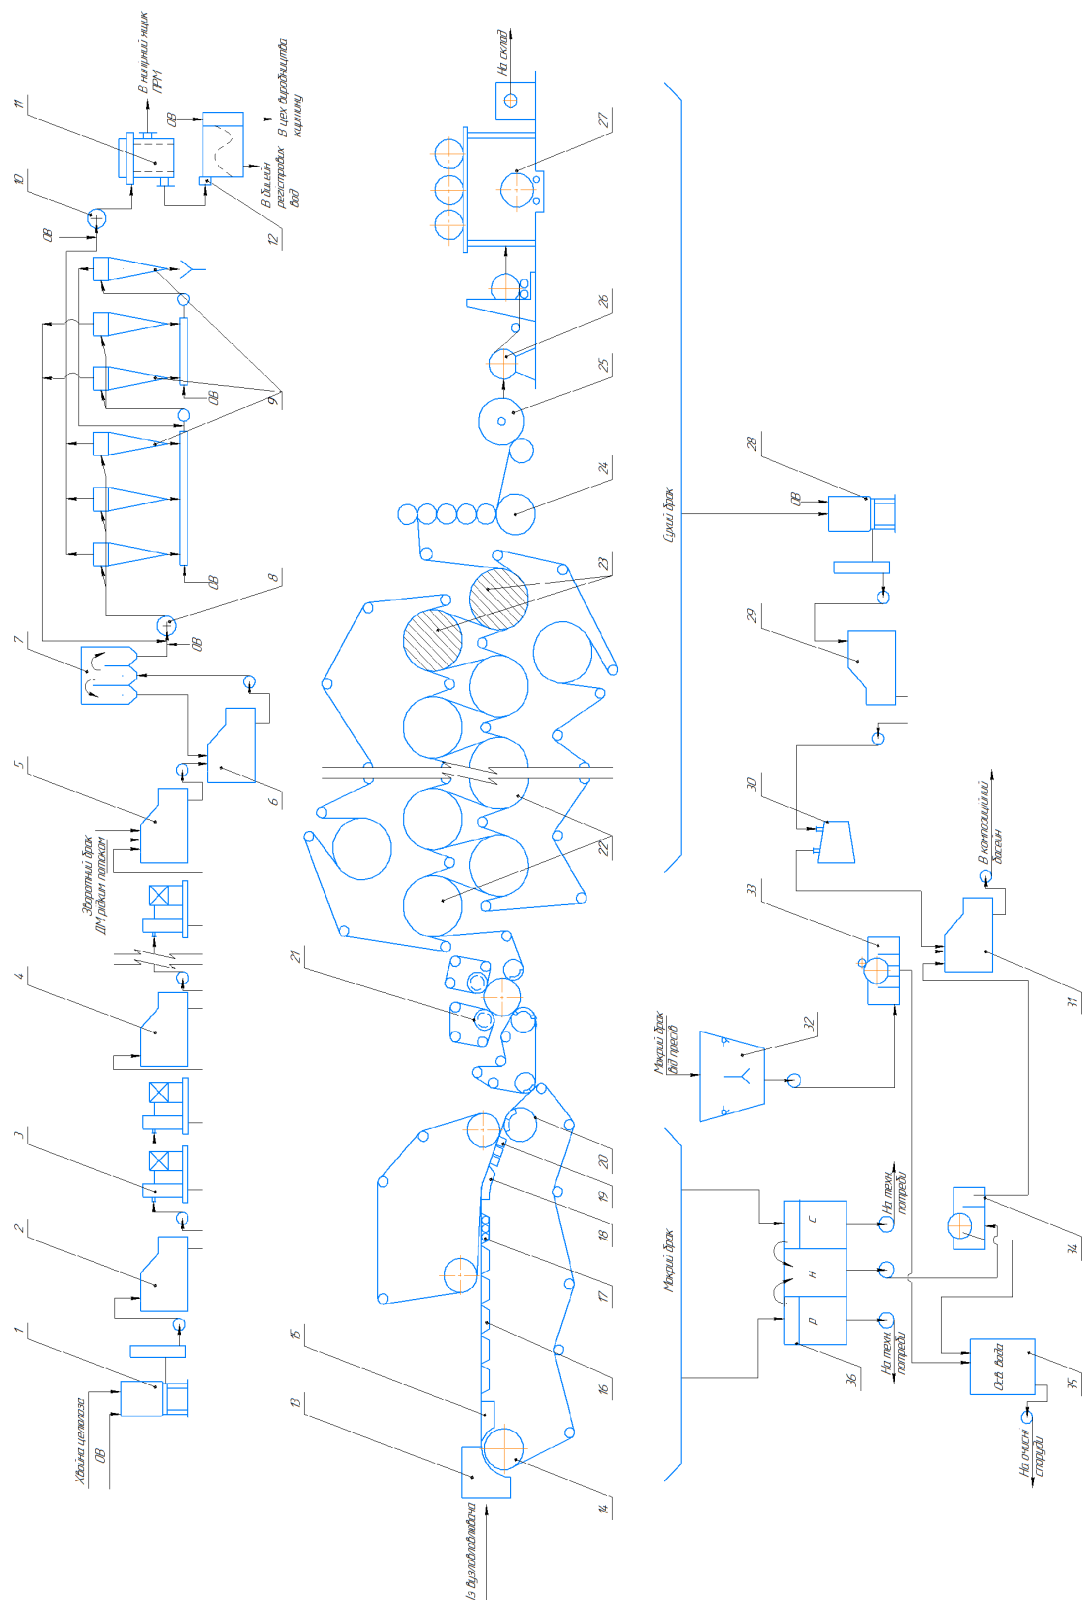 Хвойна целюлоза
ОВ
1
2
3
4
Зворотний брак
ДМ рідким потоком
5
6
7
ОВ
8
ОВ
ОВ
9
ОВ
10
11
В напірний ящик
ПРМ
ОВ
12
В басейн
регістрових
вод
В цех виробництва
картону
Із вузловловлювача
13
14
15
16
17
18
19
20
21
22
23
24
25
26
27
На склад
Мокрий брак
Сухий брак
Мокрий брак
від пресів
ОВ
28
29
30
31
В композиційний
басейн
32
33
34
Осв. вода
35
На очисні
споруди
Р
Н
С
36
На техн.
потреби
На техн.
потреби